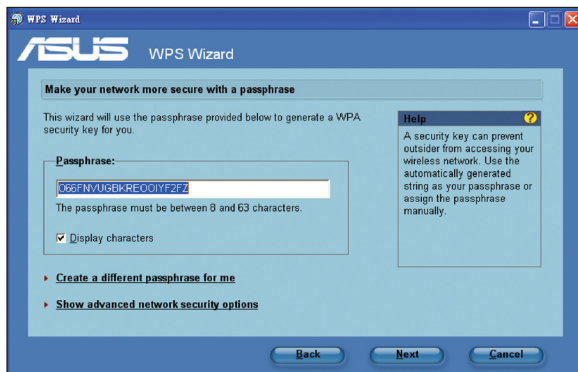 WPS Wizard
ASUS WPS Wizard
Make your network more secure with a passphrase
This wizard will use the passphrase provided below to generate a WPA
security key for you.
Passphrase:
O66FNVUGBKREOOIYF2FZ
The passphrase must be between 8 and 63 characters.
Display characters
Create a different passphrase for me
Show advanced network security options
Help
A security key can prevent
outsider from accessing your
wireless network. Use the
automatically generated
string as your passphrase or
assign the passphrase
manually.
Back Next Cancel